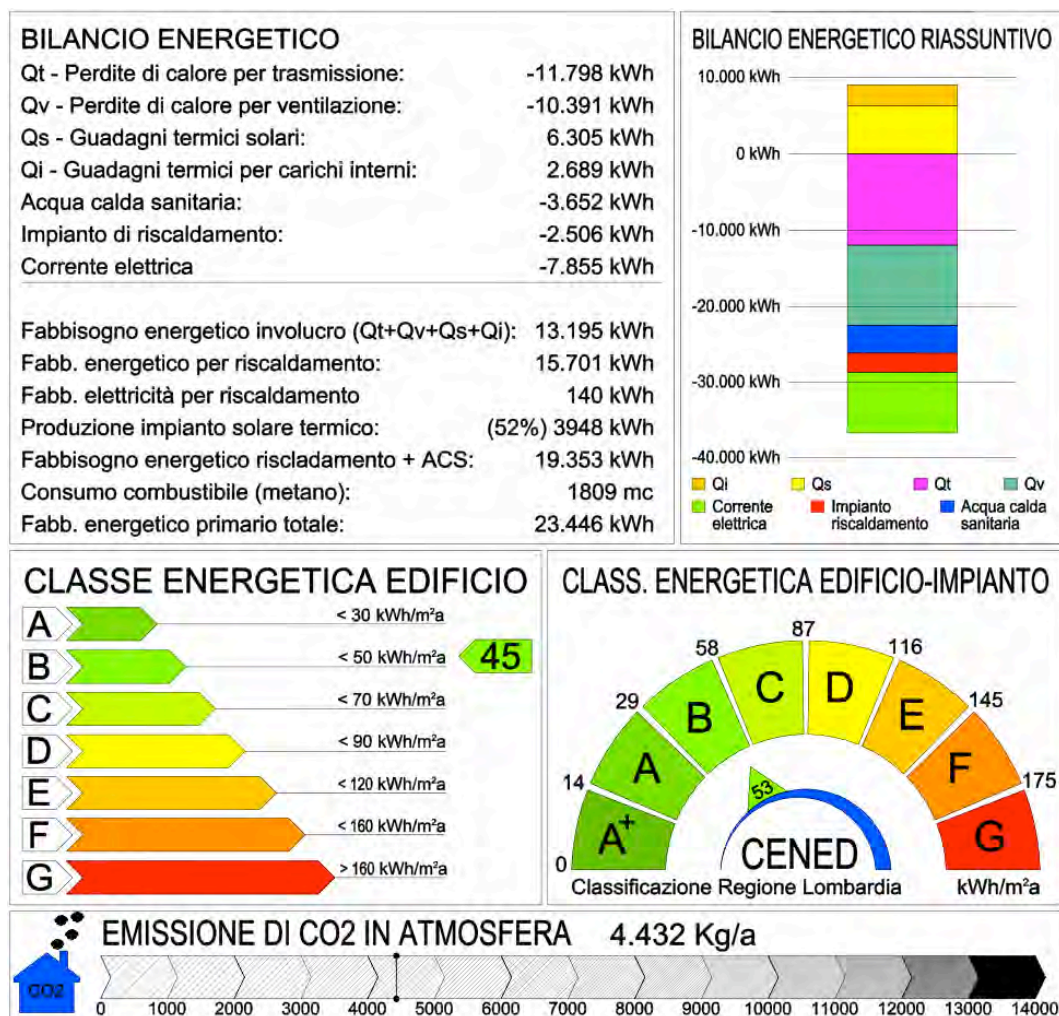 BILANCIO ENERGETICO
Qt - Perdite di calore per trasmissione: -11.798 kWh
Qv - Perdite di calore per ventilazione: -10.391 kWh
Qs - Guadagni termici solari: 6.305 kWh
Qi - Guadagni termici per carichi interni: 2.689 kWh
Acqua calda sanitaria: -3.652 kWh
Impianto di riscaldamento: -2.506 kWh
Corrente elettrica -7.855 kWh
Fabbisogno energetico involucro (Qt+Qv+Qs+Qi): 13.195 kWh
Fabb. energetico per riscaldamento: 15.701 kWh
Fabb. elettricità per riscaldamento 140 kWh
Produzione impianto solare termico: (52%) 3948 kWh
Fabbisogno energetico riscladamento + ACS: 19.353 kWh
Consumo combustibile (metano): 1809 mc
Fabb. energetico primario totale: 23.446 kWh
BILANCIO ENERGETICO RIASSUNTIVO
10.000 kWh
0 kWh
-10.000 kWh
-20.000 kWh
-30.000 kWh
-40.000 kWh
Qi Qs Qt Qv
Corrente elettrica
Impianto riscaldamento
Acqua calda sanitaria
CLASSE ENERGETICA EDIFICIO
A < 30 kWh/m²a
B < 50 kWh/m²a 45
C < 70 kWh/m²a
D < 90 kWh/m²a
E < 120 kWh/m²a
F < 160 kWh/m²a
G > 160 kWh/m²a
CLASS. ENERGETICA EDIFICIO-IMPIANTO
0 14 29 58 87 116 145 175
A+ A B C D E F G
53
CENED
Classificazione Regione Lombardia kWh/m²a
EMISSIONE DI CO2 IN ATMOSFERA 4.432 Kg/a
CO2
0 1000 2000 3000 4000 5000 6000 7000 8000 9000 10000 11000 12000 13000 14000